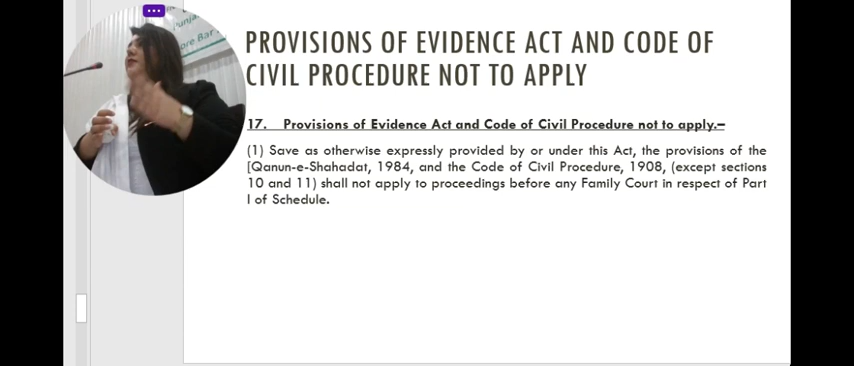 Punja
ore Bar
PROVISIONS OF EVIDENCE ACT AND CODE OF
CIVIL PROCEDURE NOT TO APPLY
17. Provisions of Evidence Act and Code of Civil Procedure not to apply.–
(1) Save as otherwise expressly provided by or under this Act, the provisions of the
[Qanun-e-Shahadat, 1984, and the Code of Civil Procedure, 1908, (except sections
10 and 11) shall not apply to proceedings before any Family Court in respect of Part
I of Schedule.